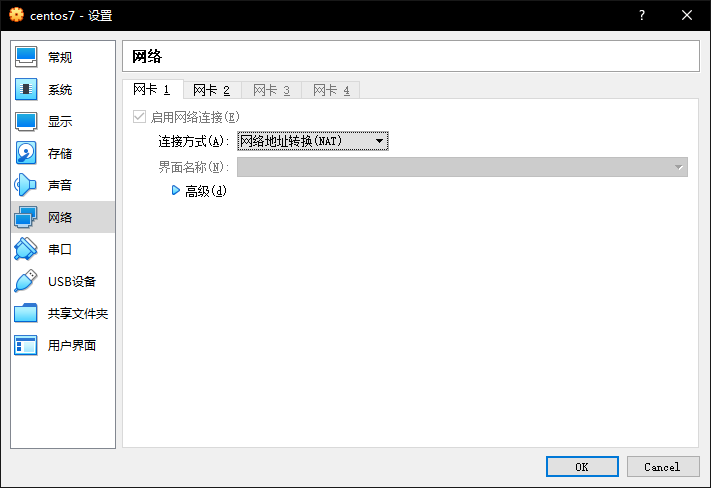 centos7 - 设置
常规
系统
显示
存储
声音
网络
串口
USB设备
共享文件夹
用户界面
网络
网卡 1 网卡 2 网卡 3 网卡 4
启用网络连接(E)
连接方式(A): 网络地址转换(NAT)
界面名称(N):
高级(d)
OK Cancel